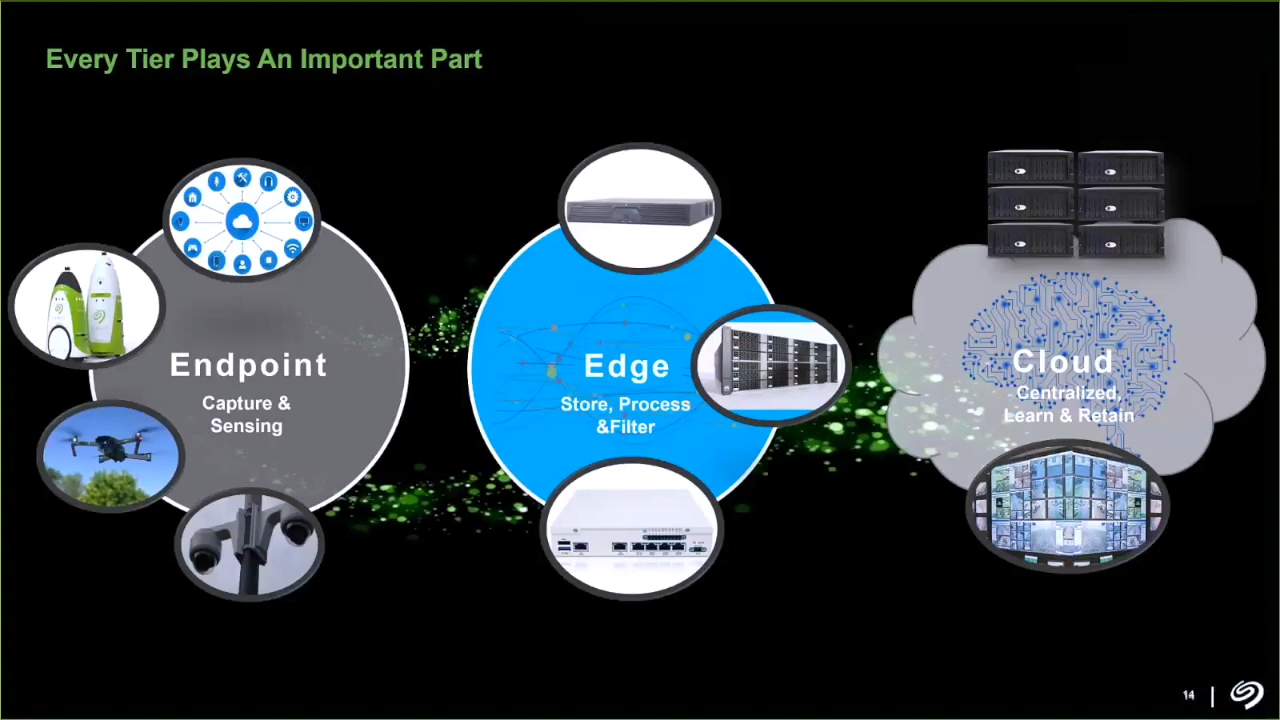 Every Tier Plays An Important Part
Endpoint
Capture &
Sensing
Edge
Store, Process
&Filter
Cloud
Centralized,
Learn & Retain
14